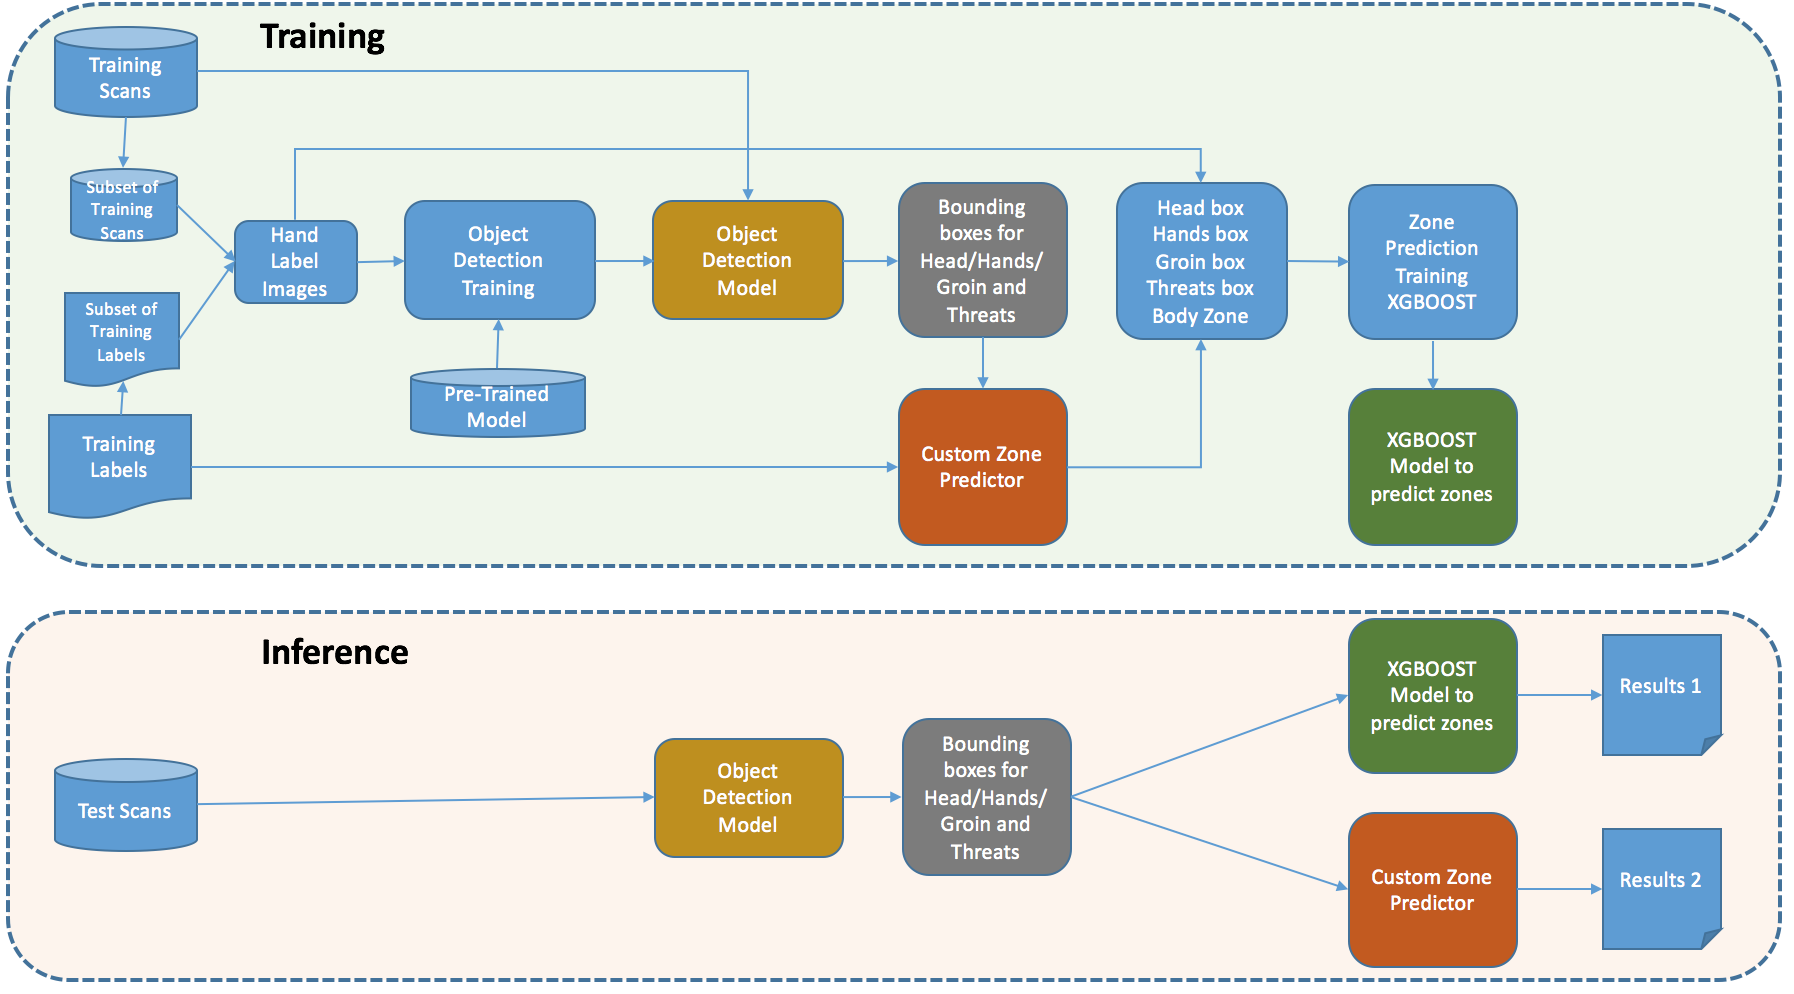 Training
Training
Scans
Subset of
Training
Scans
Subset of
Training
Labels
Training
Labels
Hand
Label
Images
Object
Detection
Training
Pre-Trained
Model
Object
Detection
Model
Bounding
boxes for
Head/Hands/
Groin and
Threats
Custom Zone
Predictor
Head box
Hands box
Groin box
Threats box
Body Zone
Zone
Prediction
Training
XGBOOST
XGBOOST
Model to
predict zones
Inference
Test Scans
Object
Detection
Model
Bounding
boxes for
Head/Hands/
Groin and
Threats
XGBOOST
Model to
predict zones
Results 1
Custom Zone
Predictor
Results 2